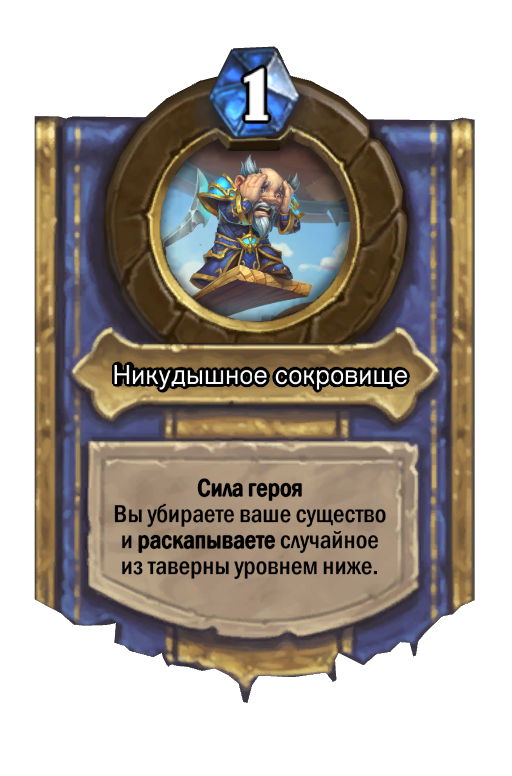 1
Никудышное сокровище
Сила героя
Вы убираете ваше существо
и раскапываете случайное
из таверны уровнем ниже.